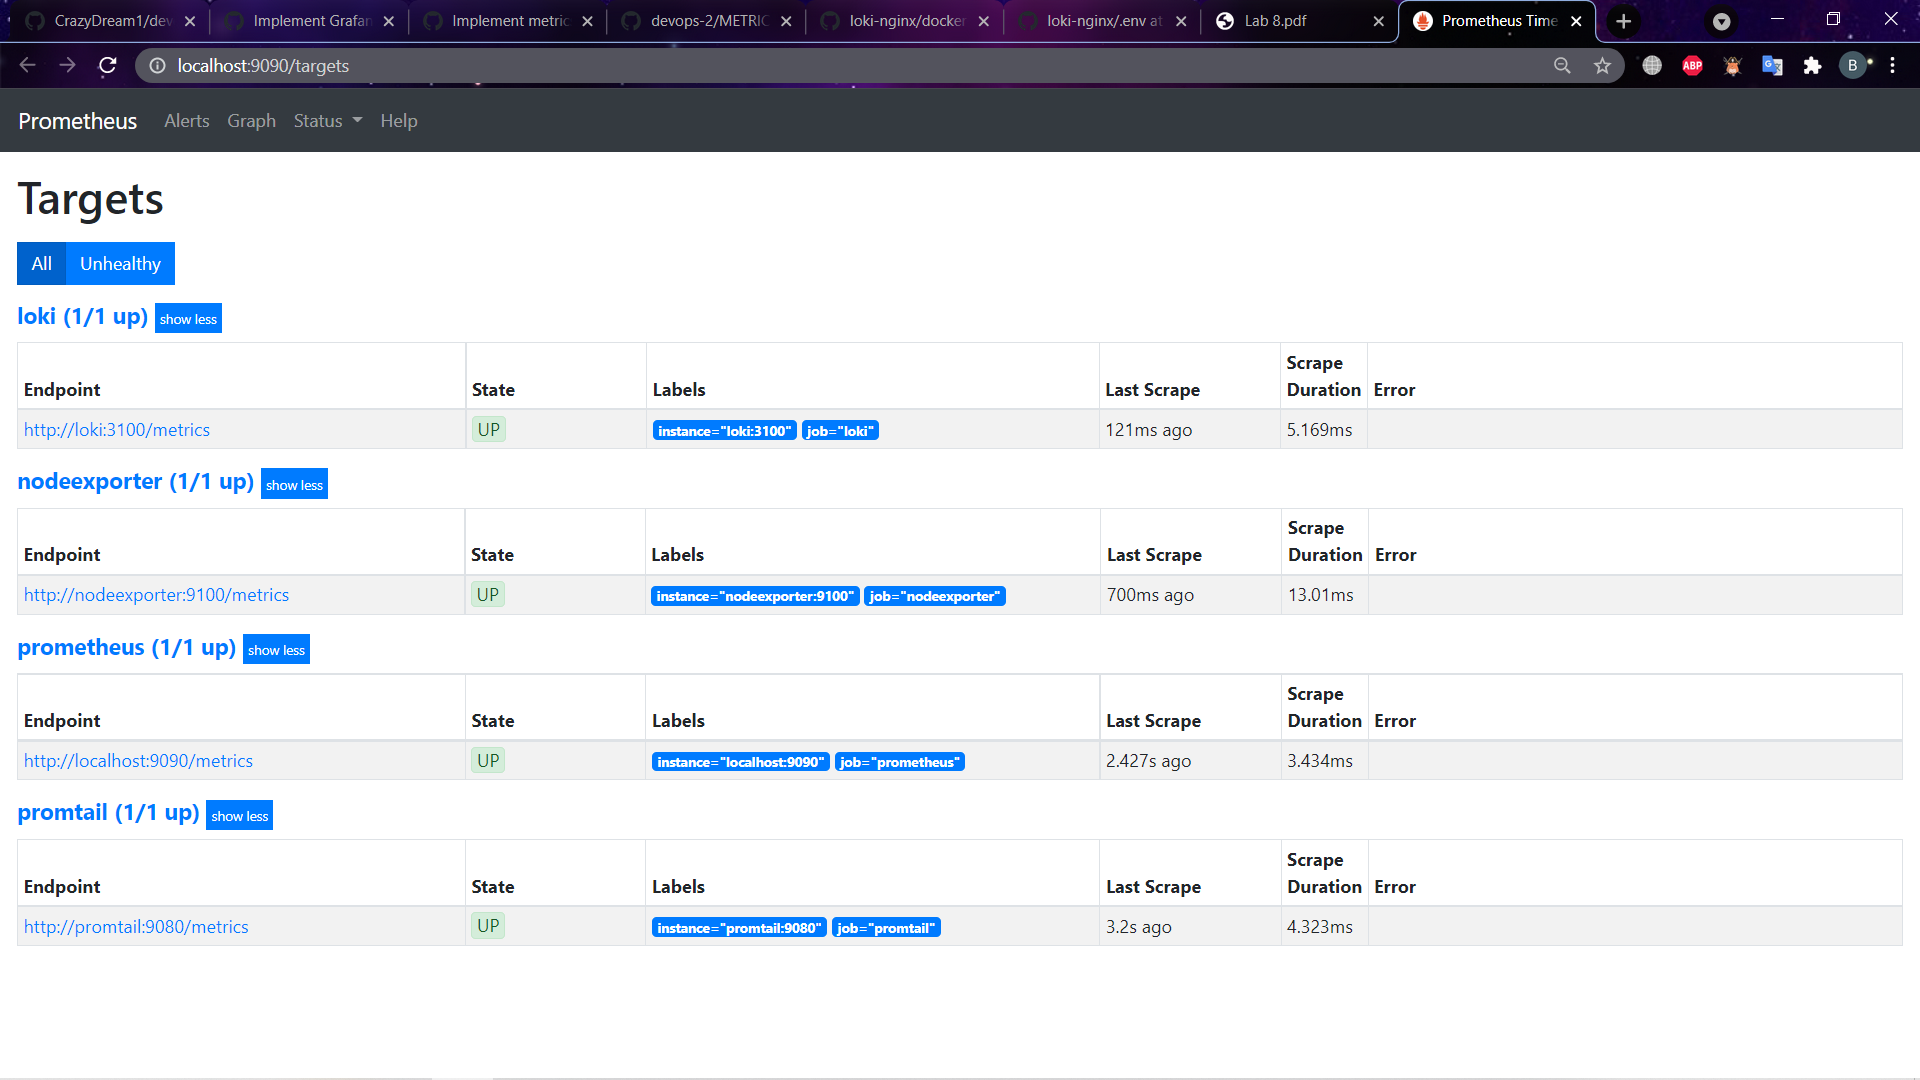 CrazyDream1/dev
Implement Grafan
Implement metric
devops-2/METRIC
loki-nginx/docker
loki-nginx/.env at
Lab 8.pdf
Prometheus Time
localhost:9090/targets
ABP
B
Prometheus Alerts Graph Status Help
Targets
All Unhealthy
loki (1/1 up) show less
Endpoint State Labels Last Scrape Scrape Duration Error
http://loki:3100/metrics UP instance="loki:3100" job="loki" 121ms ago 5.169ms
nodeexporter (1/1 up) show less
Endpoint State Labels Last Scrape Scrape Duration Error
http://nodeexporter:9100/metrics UP instance="nodeexporter:9100" job="nodeexporter" 700ms ago 13.01ms
prometheus (1/1 up) show less
Endpoint State Labels Last Scrape Scrape Duration Error
http://localhost:9090/metrics UP instance="localhost:9090" job="prometheus" 2.427s ago 3.434ms
promtail (1/1 up) show less
Endpoint State Labels Last Scrape Scrape Duration Error
http://promtail:9080/metrics UP instance="promtail:9080" job="promtail" 3.2s ago 4.323ms